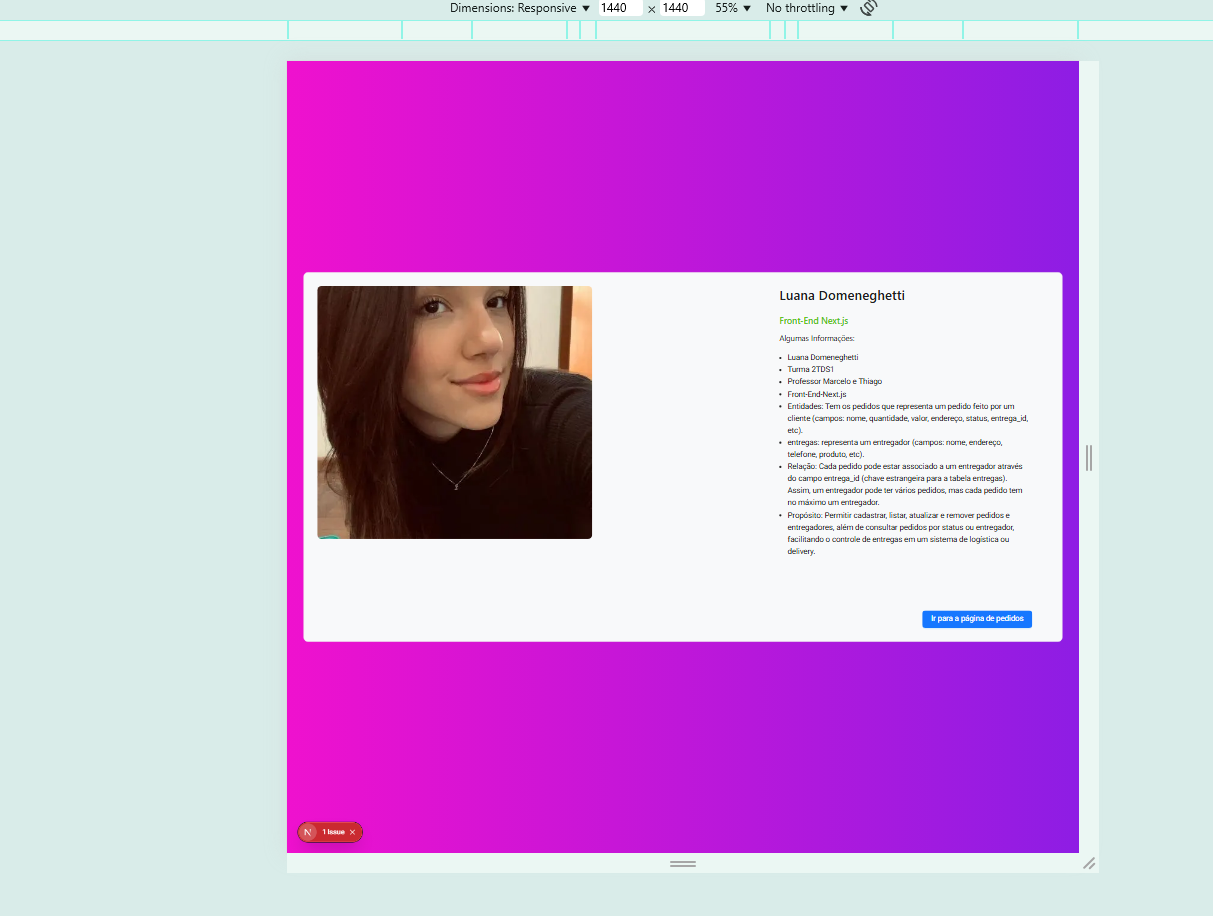 Dimensions: Responsive ▼ 1440 × 1440 55% ▼ No throttling ▼
Luana Domeneghetti
Front-End Next.js
Algumas Informações:
• Luana Domeneghetti
• Turma 2TDS1
• Professor Marcelo e Thiago
• Front-End-Next.js
• Entidades: Tem os pedidos que representa um pedido feito por um
cliente (campos: nome, quantidade, valor, endereço, status, entrega_id,
etc).
• entregas: representa um entregador (campos: nome, endereço,
telefone, produto, etc).
• Relação: Cada pedido pode estar associado a um entregador através
do campo entrega_id (chave estrangeira para a tabela entregas).
Assim, um entregador pode ter vários pedidos, mas cada pedido tem
no máximo um entregador.
• Propósito: Permitir cadastrar, listar, atualizar e remover pedidos e
entregadores, além de consultar pedidos por status ou entregador,
facilitando o controle de entregas em um sistema de logística ou
delivery.
Ir para a página de pedidos
N 1 Issue ×